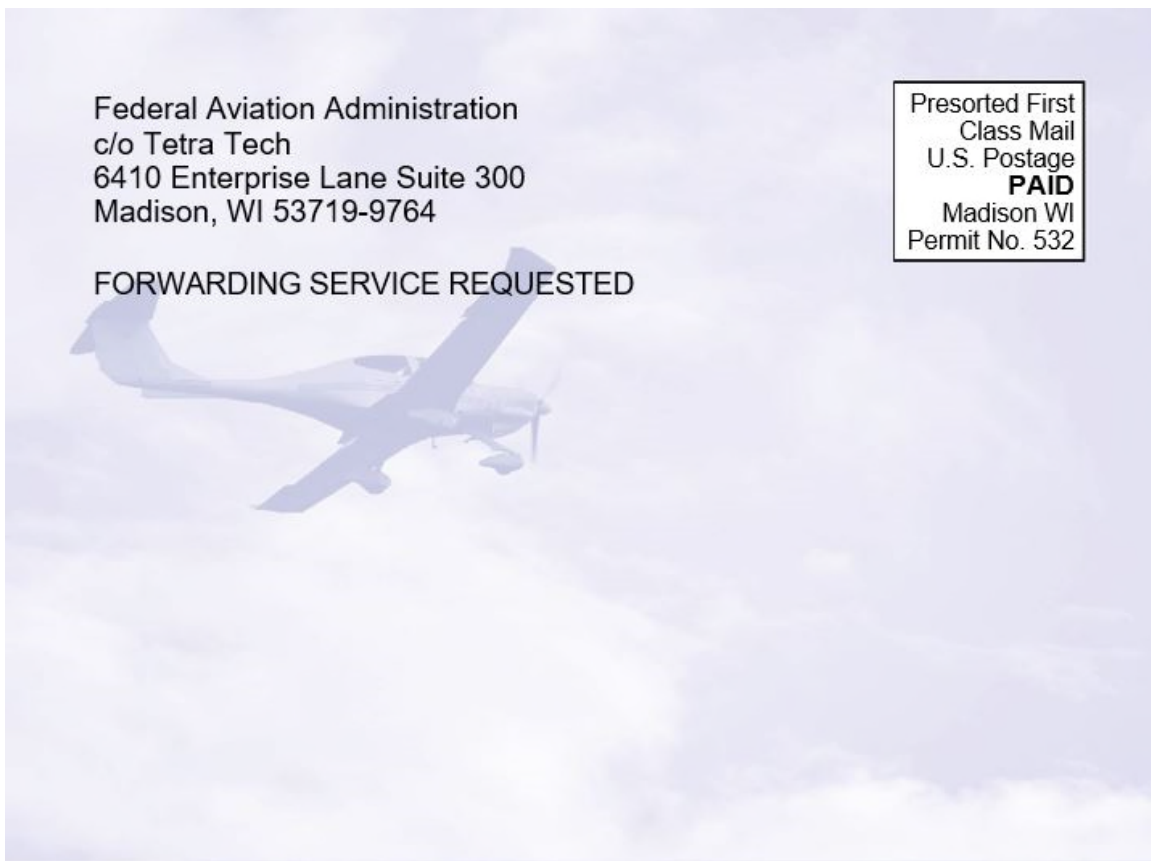 Federal Aviation Administration
c/o Tetra Tech
6410 Enterprise Lane Suite 300
Madison, WI 53719-9764
FORWARDING SERVICE REQUESTED
Presorted First
Class Mail
U.S. Postage
PAID
Madison WI
Permit No. 532